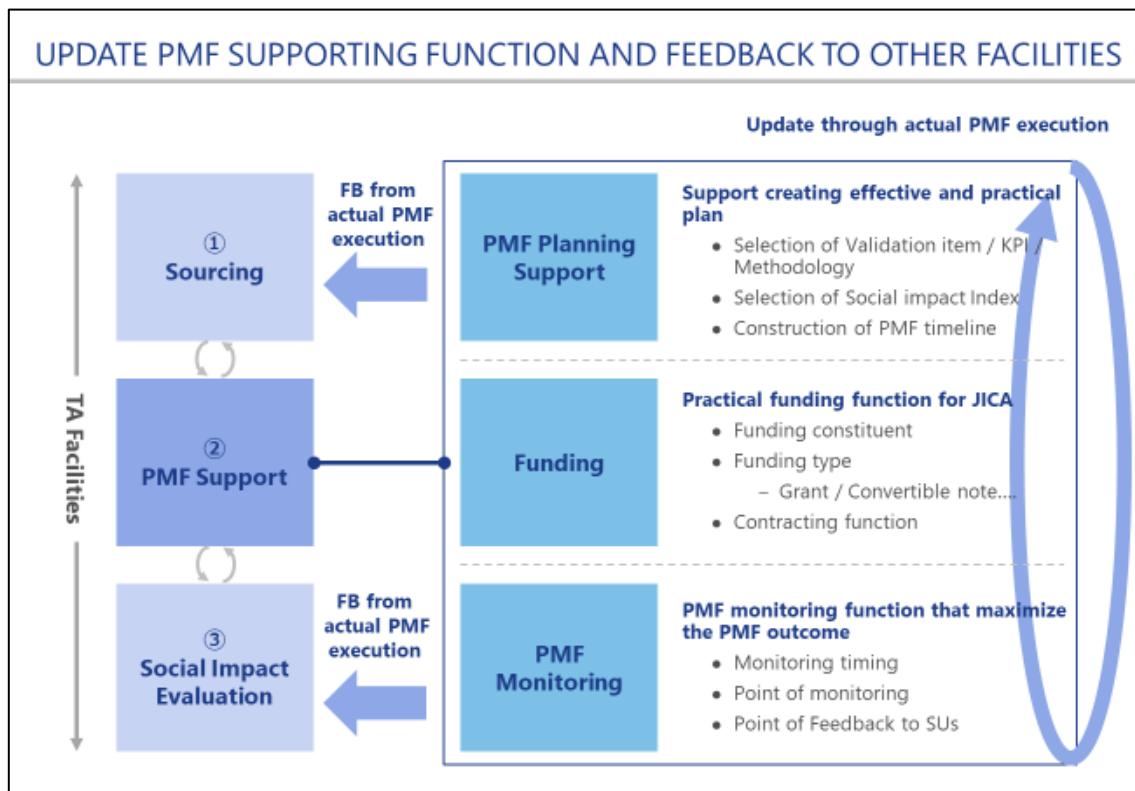 UPDATE PMF SUPPORTING FUNCTION AND FEEDBACK TO OTHER FACILITIES
Update through actual PMF execution
TA Facilities
①
Sourcing
FB from
actual PMF
execution
PMF Planning
Support
Support creating effective and practical
plan
● Selection of Validation item / KPI /
Methodology
● Selection of Social impact Index
● Construction of PMF timeline
②
PMF Support
Funding
Practical funding function for JICA
● Funding constituent
● Funding type
– Grant / Convertible note....
● Contracting function
③
Social Impact
Evaluation
FB from
actual PMF
execution
PMF
Monitoring
PMF monitoring function that maximize
the PMF outcome
● Monitoring timing
● Point of monitoring
● Point of Feedback to SUs